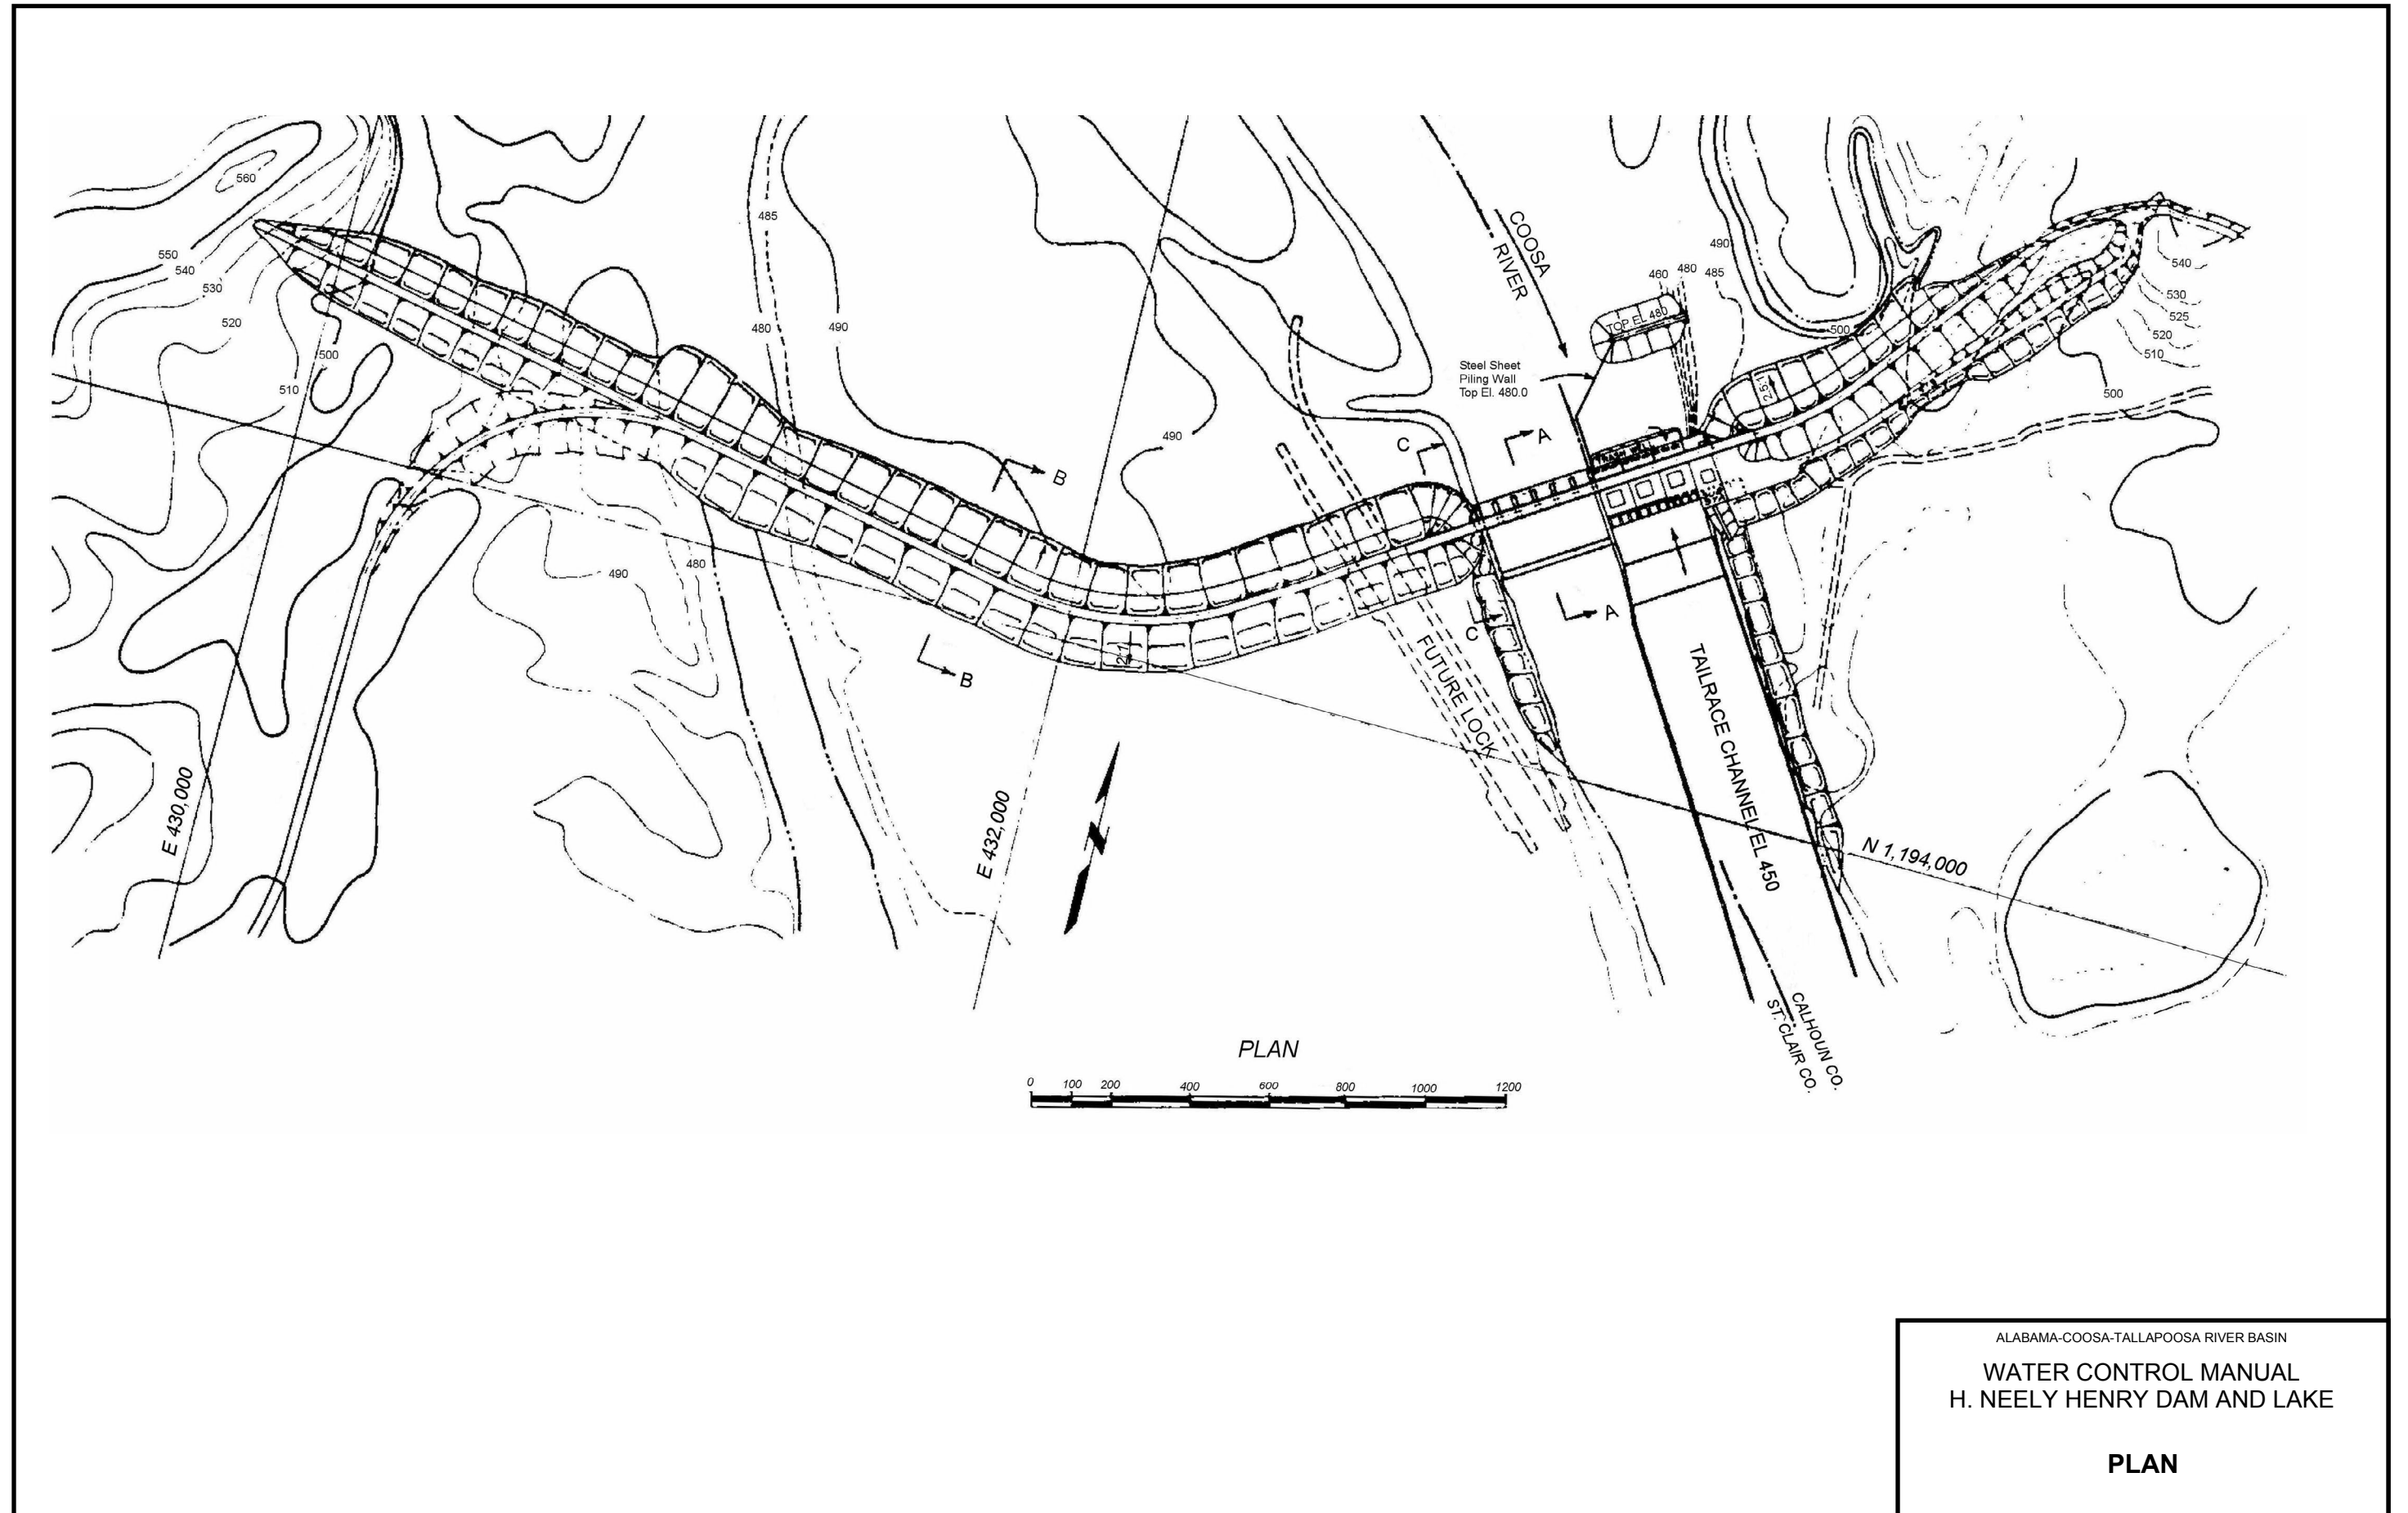 560
550
540
530
520
510
500
485
480
490
490
490
480
COOSA
RIVER
460
480
485
490
TOP EL 480
Steel Sheet
Piling Wall
Top El. 480.0
500
540
530
525
520
510
500
A
A
B
B
C
C
2:1
FUTURE LOCK
TAILRACE CHANNEL EL 450
E 430,000
E 432,000
N
N 1,194,000
CALHOUN CO.
ST. CLAIR CO.
PLAN
0 100 200 400 600 800 1000 1200
ALABAMA-COOSA-TALLAPOOSA RIVER BASIN
WATER CONTROL MANUAL
H. NEELY HENRY DAM AND LAKE
PLAN